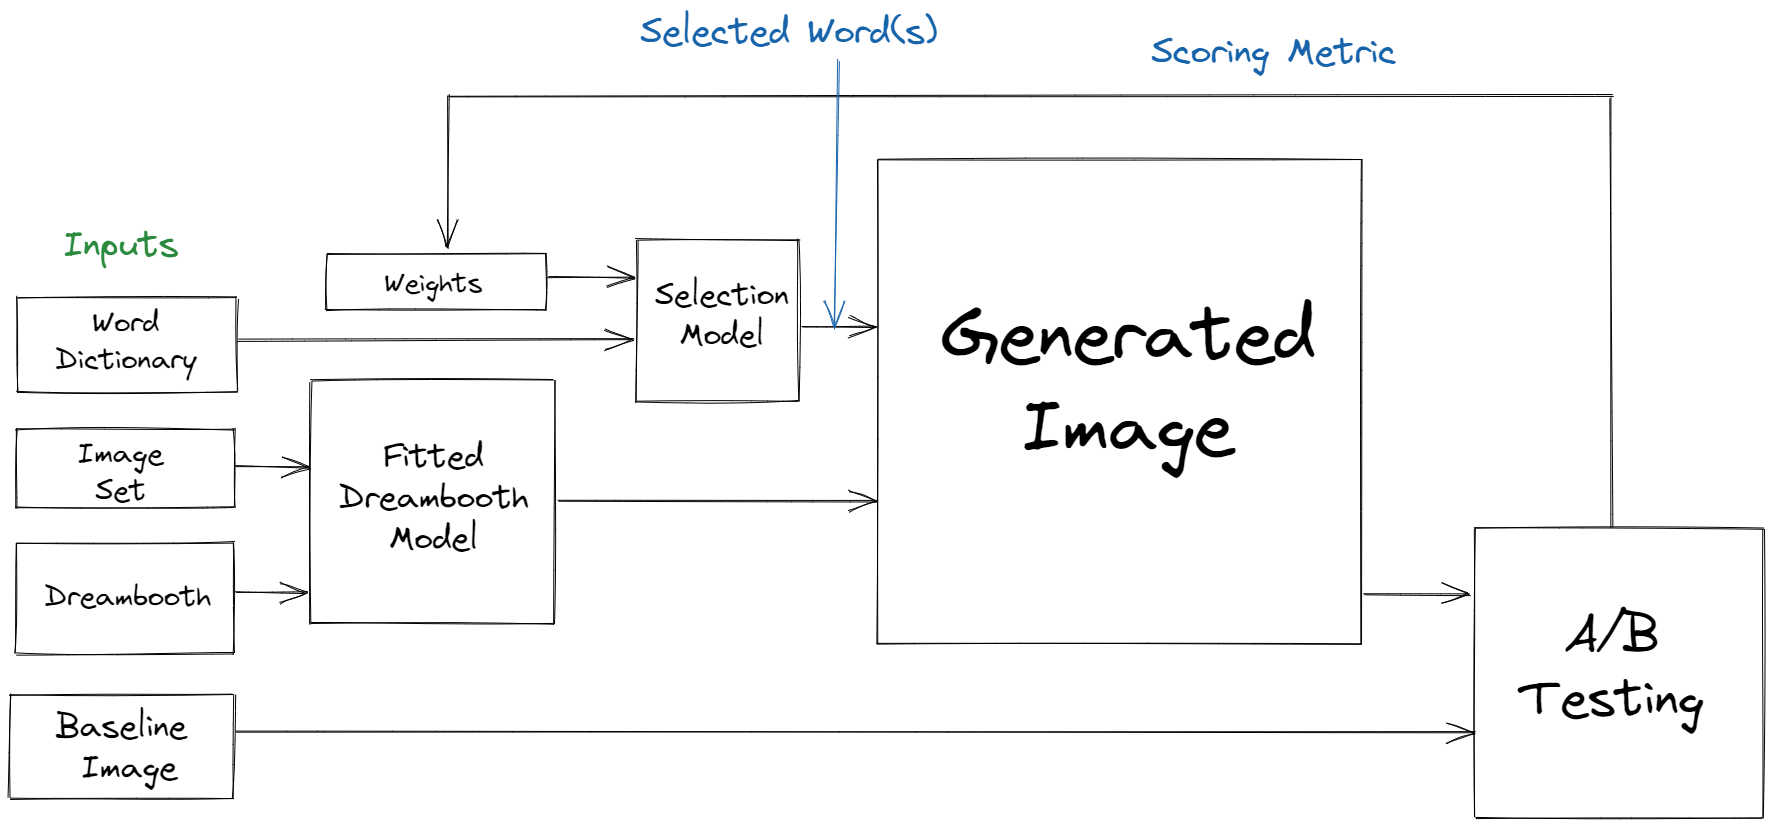 Selected Word(s)
Scoring Metric
Inputs
Weights
Selection
Model
Word
Dictionary
Generated
Image
Image
Set
Fitted
Dreambooth
Model
Dreambooth
A/B
Testing
Baseline
Image